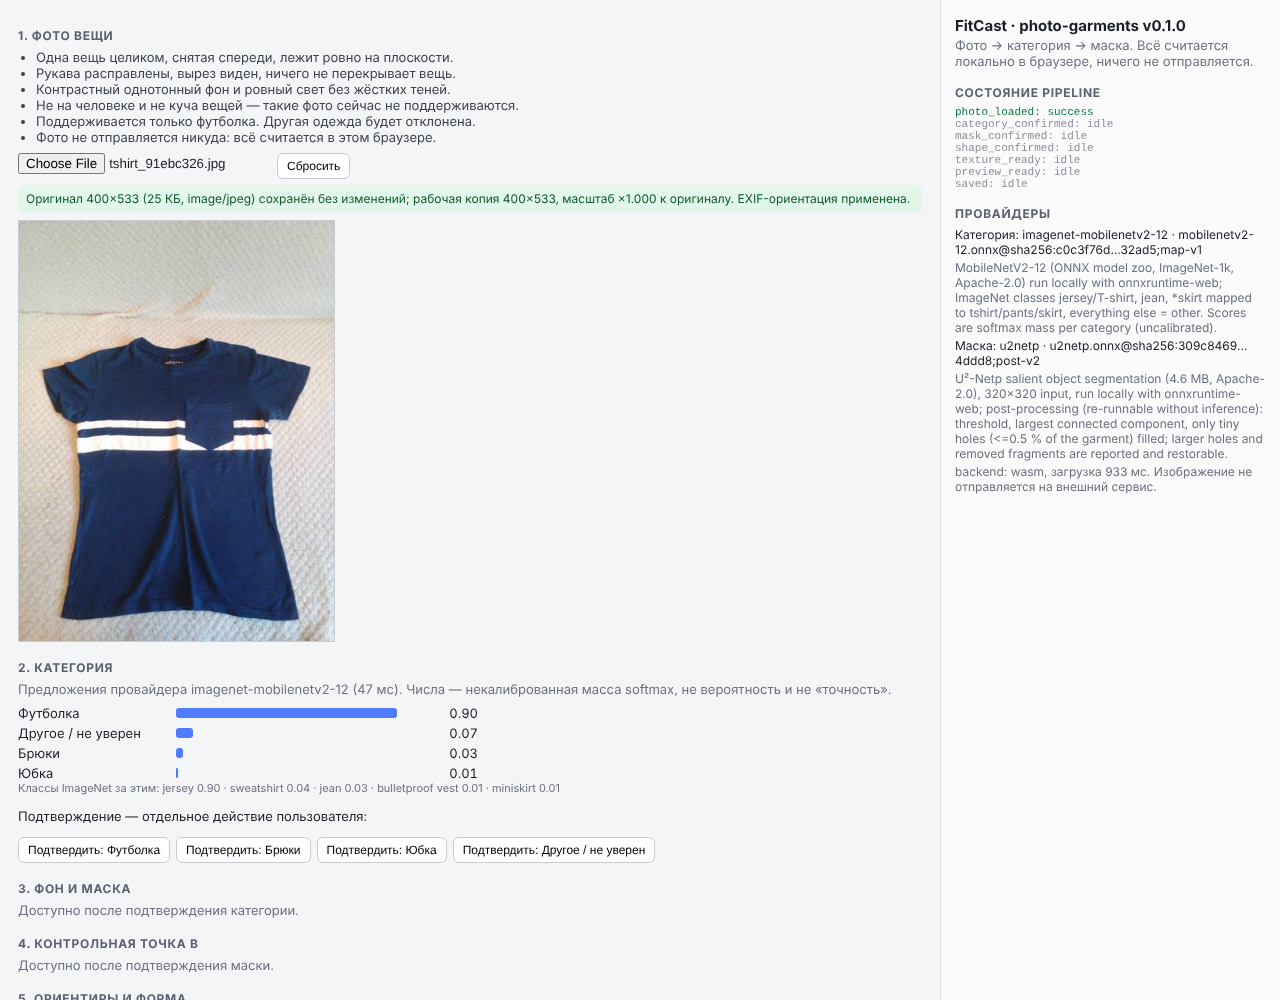 1. ФОТО ВЕЩИ
Одна вещь целиком, снятая спереди, лежит ровно на плоскости.
Рукава расправлены, вырез виден, ничего не перекрывает вещь.
Контрастный однотонный фон и ровный свет без жёстких теней.
Не на человеке и не куча вещей — такие фото сейчас не поддерживаются.
Поддерживается только футболка. Другая одежда будет отклонена.
Фото не отправляется никуда: всё считается в этом браузере.
Choose File tshirt_91ebc326.jpg Сбросить
Оригинал 400×533 (25 КБ, image/jpeg) сохранён без изменений; рабочая копия 400×533, масштаб ×1.000 к оригиналу. EXIF-ориентация применена.
2. КАТЕГОРИЯ
Предложения провайдера imagenet-mobilenetv2-12 (47 мс). Числа — некалиброванная масса softmax, не вероятность и не «точность».
Футболка 0.90
Другое / не уверен 0.07
Брюки 0.03
Юбка 0.01
Классы ImageNet за этим: jersey 0.90 · sweatshirt 0.04 · jean 0.03 · bulletproof vest 0.01 · miniskirt 0.01
Подтверждение — отдельное действие пользователя:
Подтвердить: Футболка Подтвердить: Брюки Подтвердить: Юбка Подтвердить: Другое / не уверен
3. ФОН И МАСКА
Доступно после подтверждения категории.
4. КОНТРОЛЬНАЯ ТОЧКА B
Доступно после подтверждения маски.
5. ОРИЕНТИРЫ И ФОРМА
FitCast · photo-garments v0.1.0
Фото → категория → маска. Всё считается
локально в браузере, ничего не отправляется.
СОСТОЯНИЕ PIPELINE
photo_loaded: success
category_confirmed: idle
mask_confirmed: idle
shape_confirmed: idle
texture_ready: idle
preview_ready: idle
saved: idle
ПРОВАЙДЕРЫ
Категория: imagenet-mobilenetv2-12 · mobilenetv2-
12.onnx@sha256:c0c3f76d…32ad5;map-v1
MobileNetV2-12 (ONNX model zoo, ImageNet-1k,
Apache-2.0) run locally with onnxruntime-web;
ImageNet classes jersey/T-shirt, jean, *skirt mapped
to tshirt/pants/skirt, everything else = other. Scores
are softmax mass per category (uncalibrated).
Маска: u2netp · u2netp.onnx@sha256:309c8469…
4ddd8;post-v2
U²-Netp salient object segmentation (4.6 MB, Apache-
2.0), 320×320 input, run locally with onnxruntime-
web; post-processing (re-runnable without inference):
threshold, largest connected component, only tiny
holes (<=0.5 % of the garment) filled; larger holes and
removed fragments are reported and restorable.
backend: wasm, загрузка 933 мс. Изображение не
отправляется на внешний сервис.